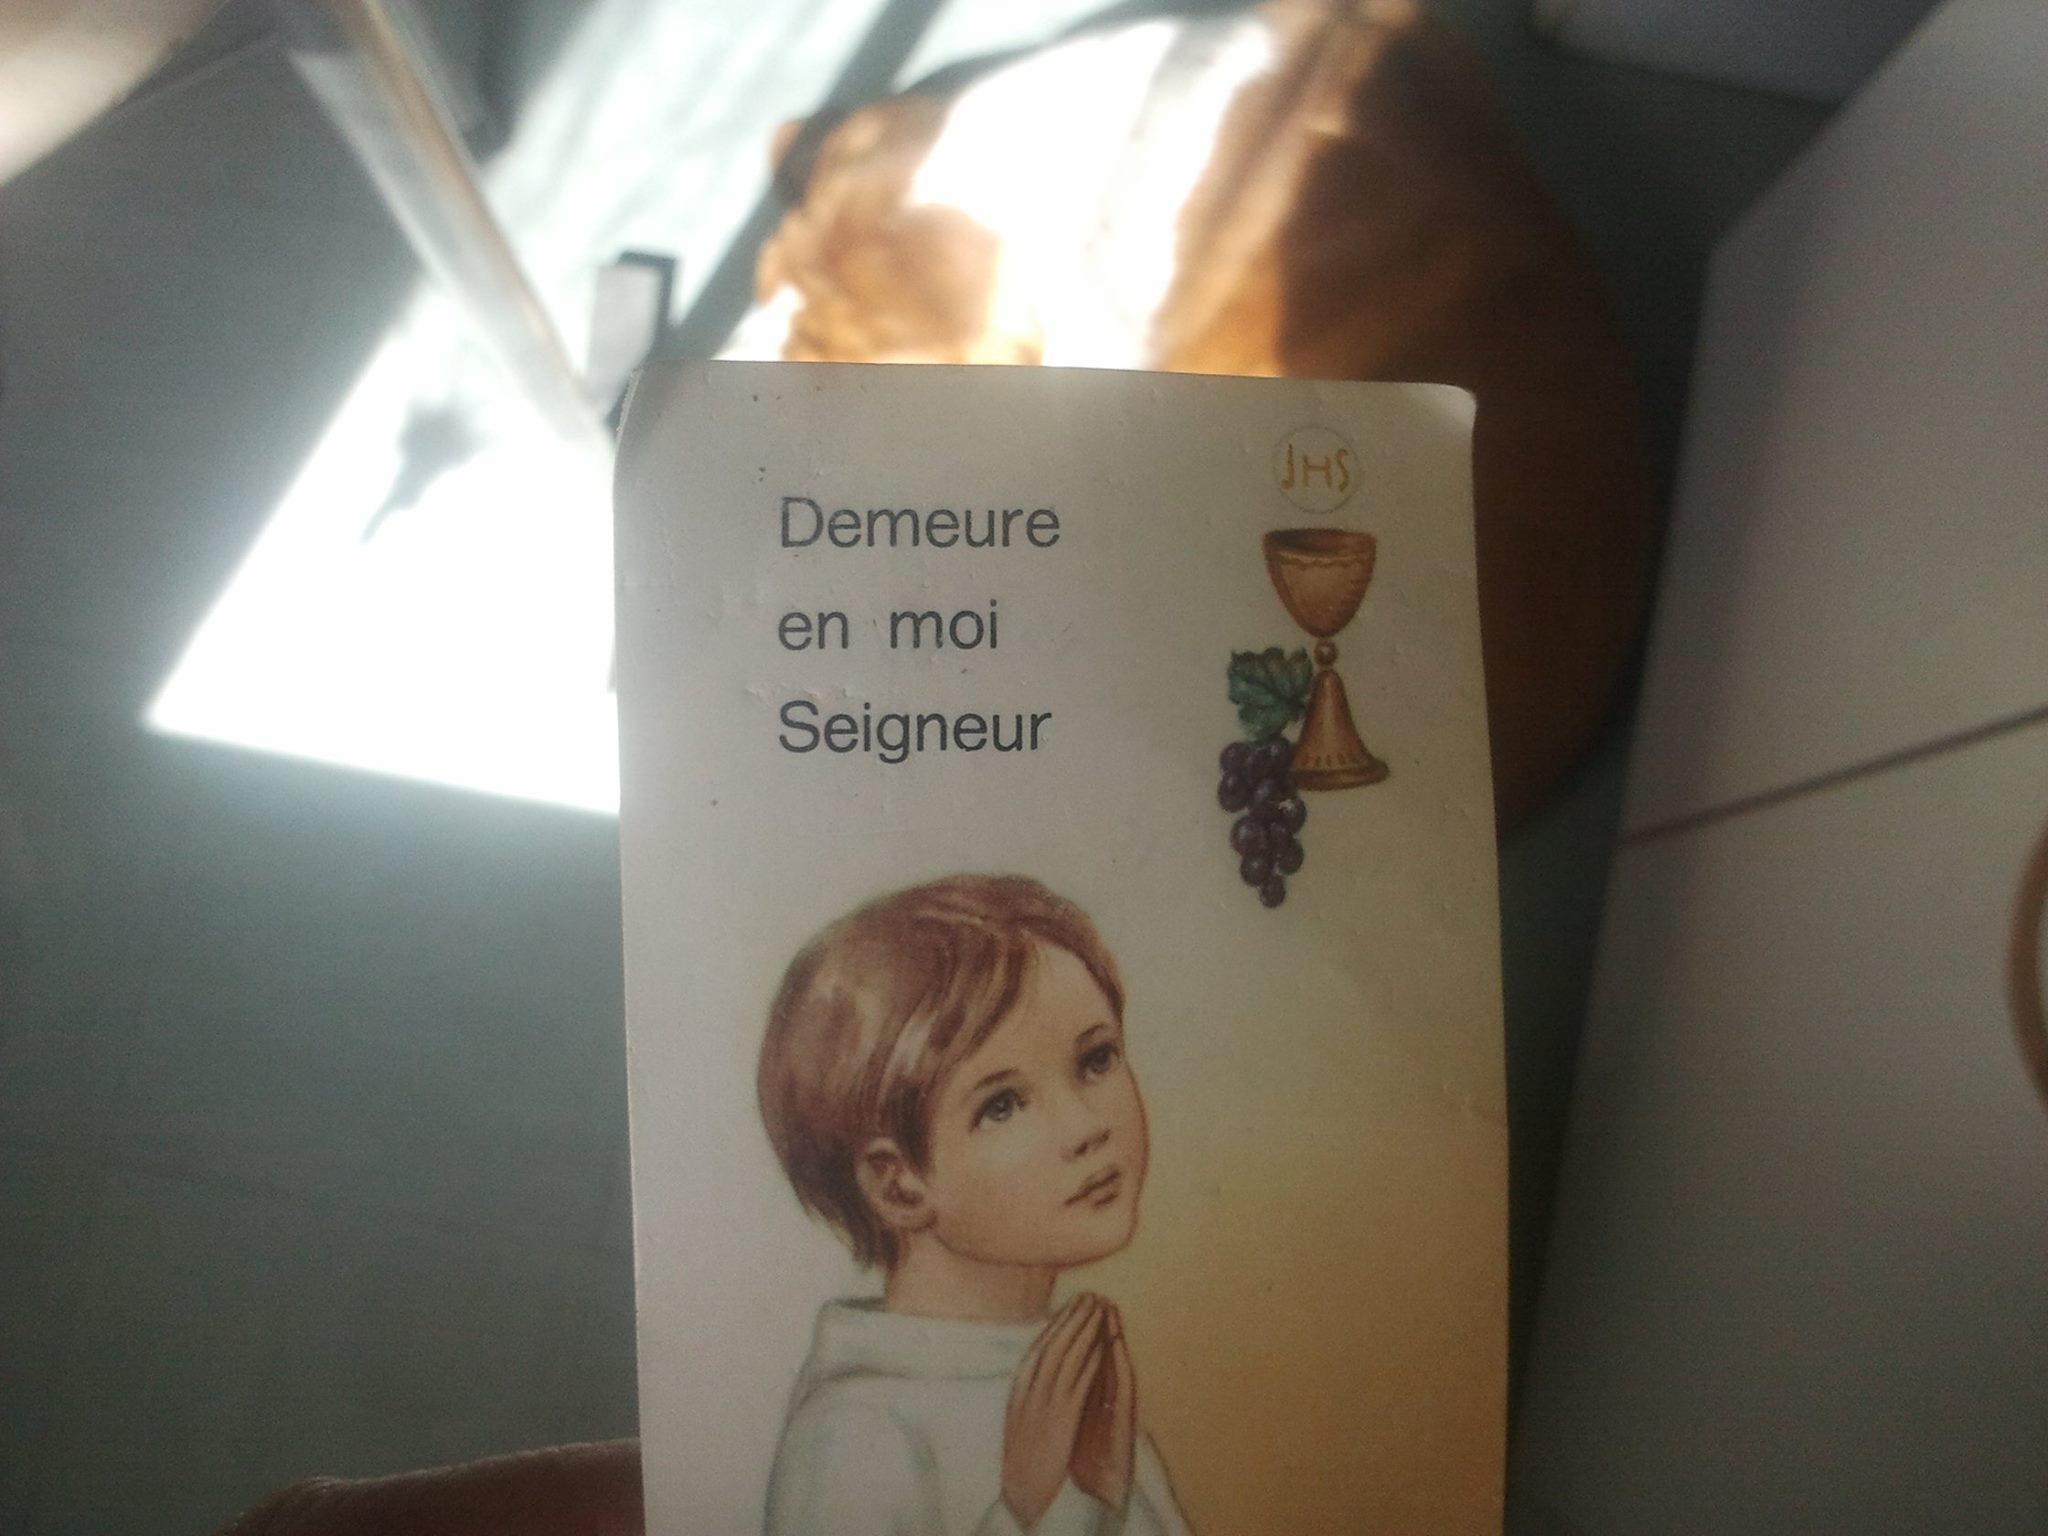 JHS
Demeure
en moi
Seigneur